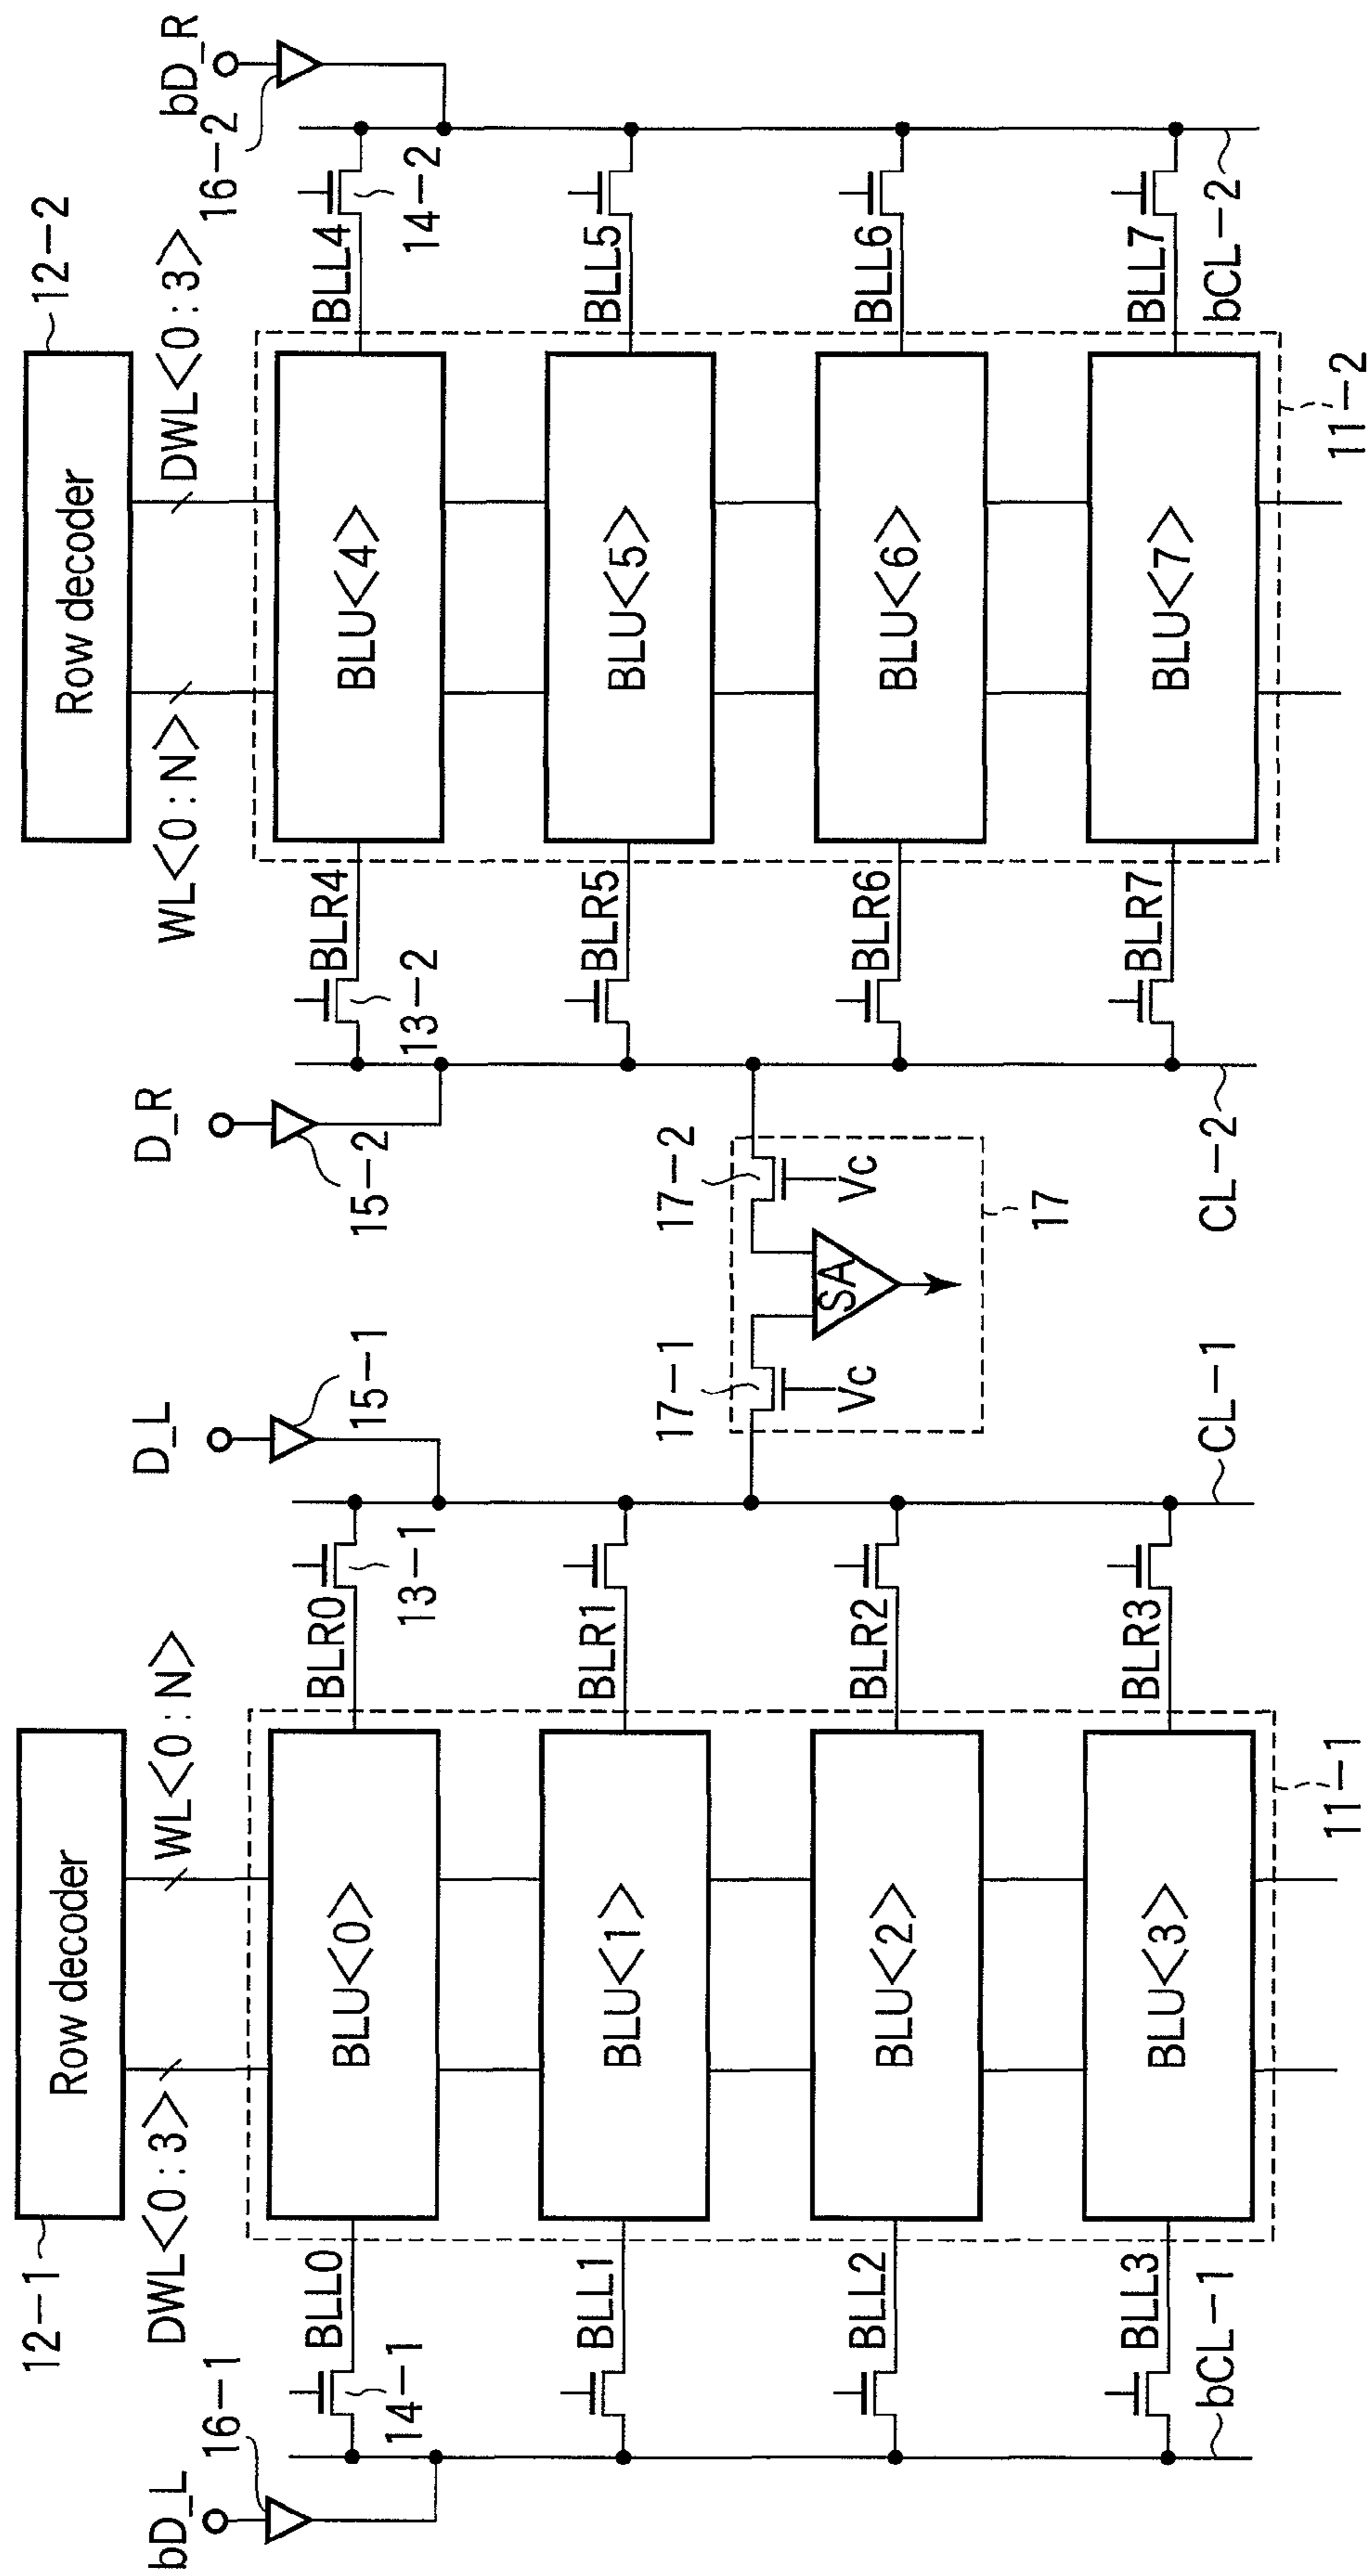 12-1
Row decoder
Row decoder
12-2
DWL<0:3>
WL<0:N>
WL<0:N>
DWL<0:3>
bD_L
16-1
D_L
15-1
D_R
15-2
bD_R
16-2
BLL0
14-1
BLU<0>
BLR0
13-1
BLR4
13-2
BLU<4>
BLL4
14-2
BLL1
BLU<1>
BLR1
BLR5
BLU<5>
BLL5
17-1
17-2
Vc
SA
Vc
17
BLL2
BLU<2>
BLR2
BLR6
BLU<6>
BLL6
BLL3
BLU<3>
BLR3
BLR7
BLU<7>
BLL7
bCL-1
CL-1
CL-2
bCL-2
11-1
11-2